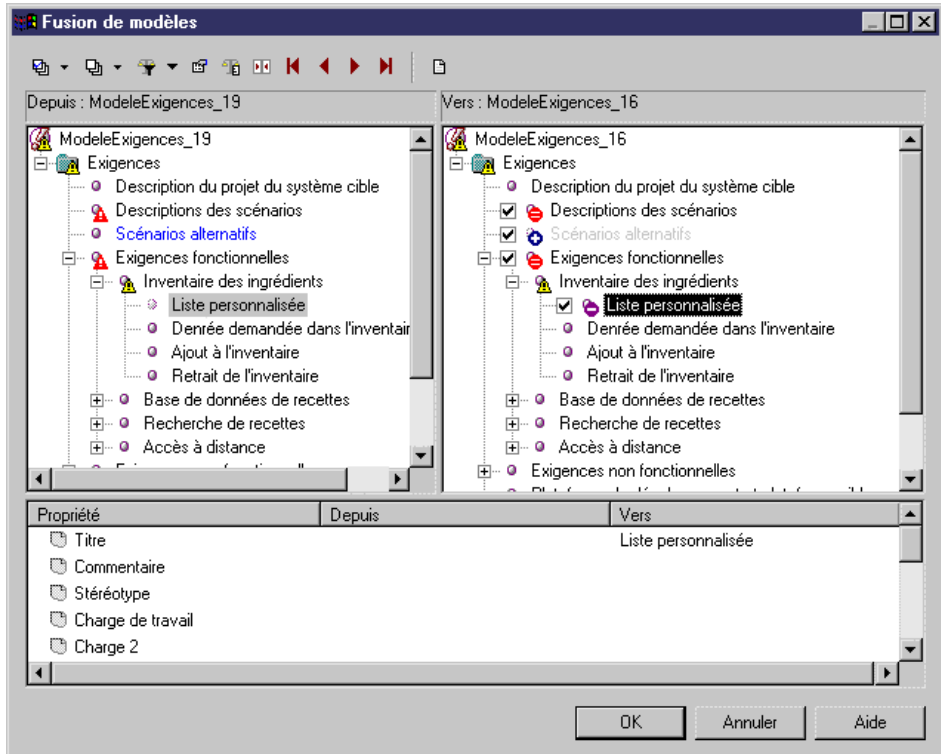 Fusion de modèles
Depuis : ModeleExigences_19
Vers : ModeleExigences_16
ModeleExigences_19
Exigences
Description du projet du système cible
Descriptions des scénarios
Scénarios alternatifs
Exigences fonctionnelles
Inventaire des ingrédients
Liste personnalisée
Denrée demandée dans l'inventair
Ajout à l'inventaire
Retrait de l'inventaire
Base de données de recettes
Recherche de recettes
Accès à distance
ModeleExigences_16
Exigences
Description du projet du système cible
Descriptions des scénarios
Scénarios alternatifs
Exigences fonctionnelles
Inventaire des ingrédients
Liste personnalisée
Denrée demandée dans l'inventaire
Ajout à l'inventaire
Retrait de l'inventaire
Base de données de recettes
Recherche de recettes
Accès à distance
Exigences non fonctionnelles
Propriété Depuis Vers
Titre Liste personnalisée
Commentaire
Stéréotype
Charge de travail
Charge 2
OK Annuler Aide